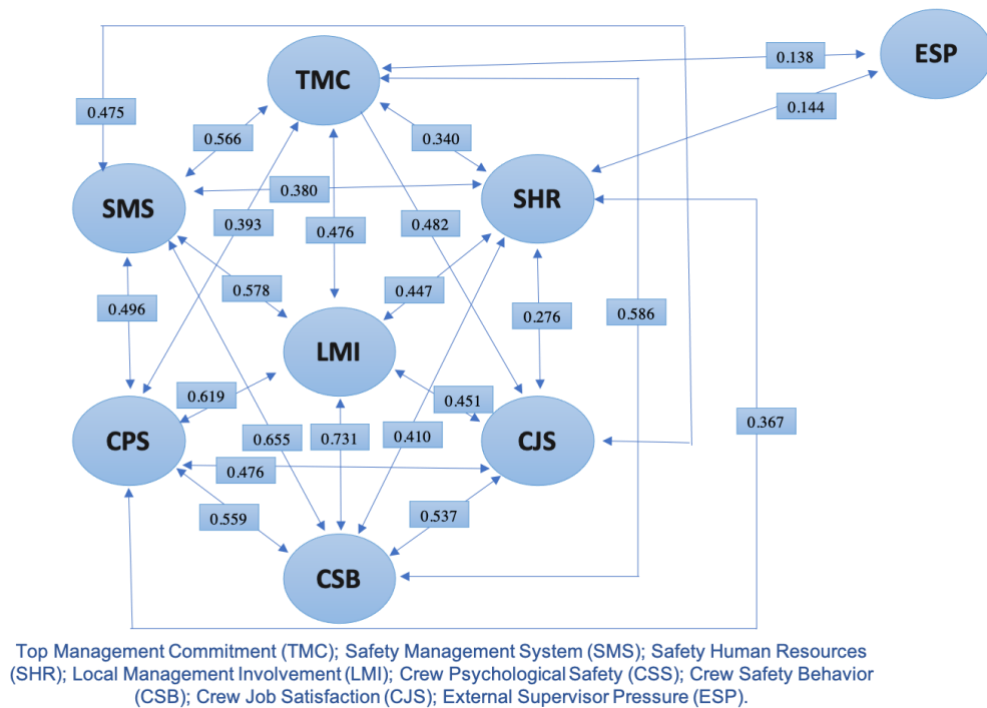 ESP
TMC
0.138
0.475
0.144
0.566
0.340
SMS
0.380
SHR
0.393
0.476
0.482
0.578
0.447
0.496
0.276
0.586
LMI
0.619
0.451
0.367
CPS
0.655
0.731
0.410
CJS
0.476
0.559
0.537
CSB
Top Management Commitment (TMC); Safety Management System (SMS); Safety Human Resources
(SHR); Local Management Involvement (LMI); Crew Psychological Safety (CSS); Crew Safety Behavior
(CSB); Crew Job Satisfaction (CJS); External Supervisor Pressure (ESP).